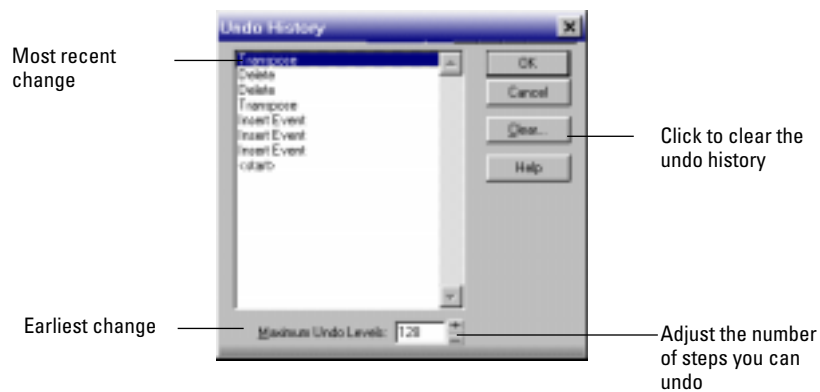 Undo History
Most recent
change
Transpose
Delete
Delete
Transpose
Insert Event
Insert Event
Insert Event
<start>
OK
Cancel
Clear...
Help
Click to clear the
undo history
Earliest change
Maximum Undo Levels: 128
Adjust the number
of steps you can
undo